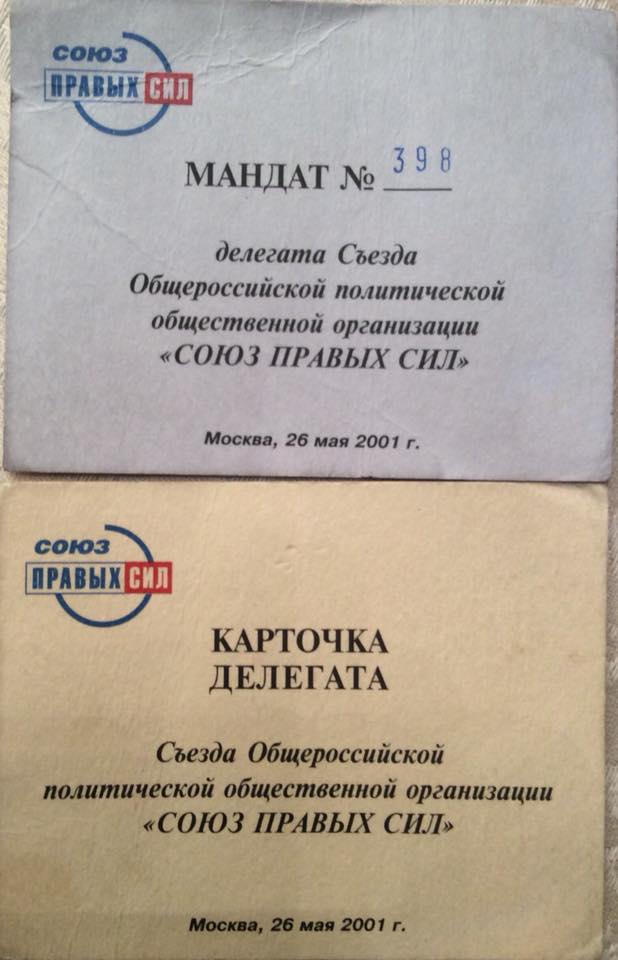 СОЮЗ
ПРАВЫХ СИЛ
МАНДАТ № 398
делегата Съезда
Общероссийской политической
общественной организации
«СОЮЗ ПРАВЫХ СИЛ»
Москва, 26 мая 2001 г.
СОЮЗ
ПРАВЫХ СИЛ
КАРТОЧКА
ДЕЛЕГАТА
Съезда Общероссийской
политической общественной организации
«СОЮЗ ПРАВЫХ СИЛ»
Москва, 26 мая 2001 г.